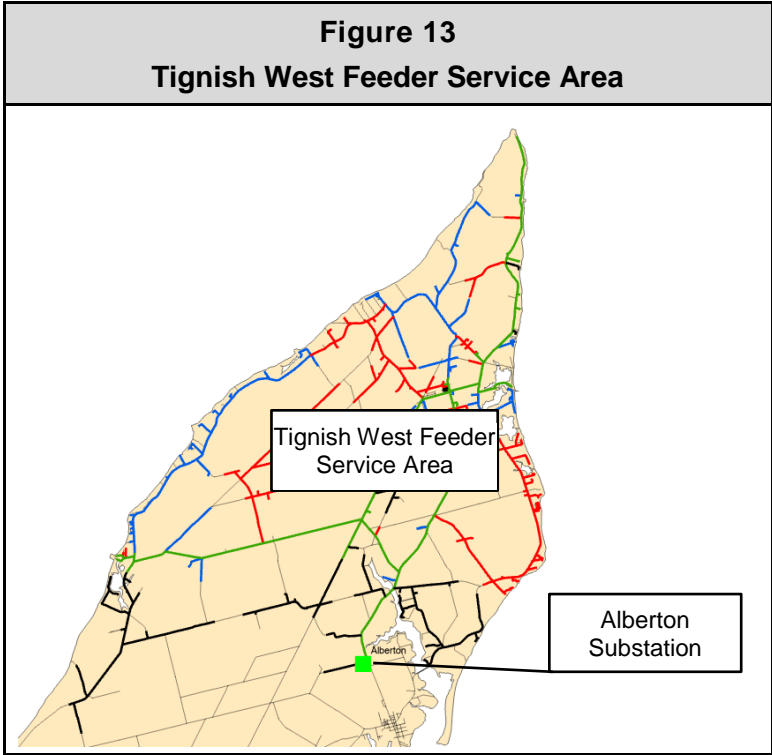 Figure 13
Tignish West Feeder Service Area
Tignish West Feeder
Service Area
Alberton
Substation
Alberton